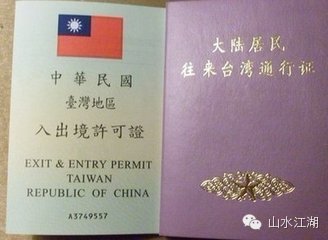 中華民國
臺灣地區
入出境許可證
EXIT & ENTRY PERMIT
TAIWAN
REPUBLIC OF CHINA
A3749557
大陆居民
往来台湾通行证
山水江湖